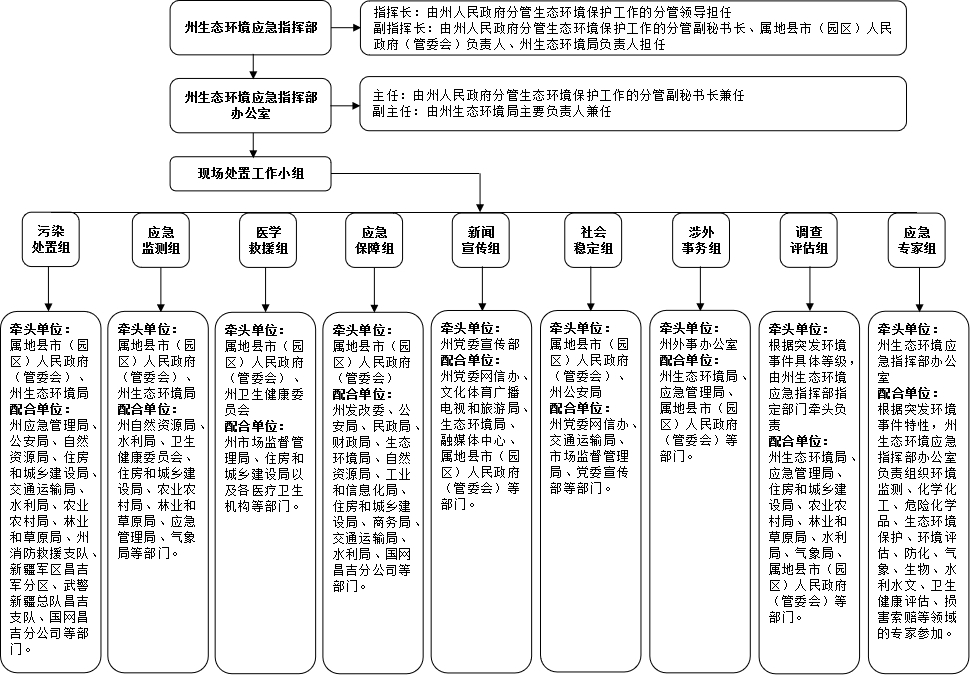 州生态环境应急指挥部
指挥长：由州人民政府分管生态环境保护工作的分管领导担任
副指挥长：由州人民政府分管生态环境保护工作的分管副秘书长、属地县市（园区）人民
政府（管委会）负责人、州生态环境局负责人担任
州生态环境应急指挥部
办公室
主任：由州人民政府分管生态环境保护工作的分管副秘书长兼任
副主任：由州生态环境局主要负责人兼任
现场处置工作小组
污染
处置组
应急
监测组
医学
救援组
应急
保障组
新闻
宣传组
社会
稳定组
涉外
事务组
调查
评估组
应急
专家组
牵头单位：
属地县市（园
区）人民政府
（管委会）、
州生态环境局
配合单位：
州应急管理局、
公安局、自然
资源局、住房
和城乡建设局、
交通运输局、
水利局、农业
农村局、林业
和草原局、州
消防救援支队、
新疆军区昌吉
军分区、武警
新疆总队昌吉
支队、国网昌
吉分公司等部
门。
牵头单位：
属地县市（园
区）人民政府
（管委会）、
州生态环境局
配合单位：
州自然资源局、
水利局、卫生
健康委员会、
住房和城乡建
设局、农业农
村局、林业和
草原局、应急
管理局、气象
局等部门。
牵头单位：
属地县市（园
区）人民政府
（管委会）、
州卫生健康委
员会
配合单位：
州市场监督管
理局、住房和
城乡建设局以
及各医疗卫生
机构等部门。
牵头单位：
属地县市（园
区）人民政府
（管委会）
配合单位：
州发改委、公
安局、民政局、
财政局、生态
环境局、自然
资源局、工业
和信息化局、
住房和城乡建
设局、商务局、
交通运输局、
水利局、国网
昌吉分公司等
部门。
牵头单位：
州党委宣传部
配合单位：
州党委网信办、
文化体育广播
电视和旅游局、
生态环境局、
融媒体中心、
属地县市（园
区）人民政府
（管委会）等
部门。
牵头单位：
属地县市（园
区）人民政府
（管委会）、
州公安局
配合单位：
州党委网信办、
交通运输局、
市场监督管理
局、党委宣传
部等部门。
牵头单位：
州外事办公室
配合单位：
州生态环境局、
应急管理局、
属地县市（园
区）人民政府
（管委会）等
部门。
牵头单位：
根据突发环境
事件具体等级，
由州生态环境
应急指挥部指
定部门牵头负
责
配合单位：
州生态环境局、
应急管理局、
住房和城乡建
设局、农业农
村局、林业和
草原局、水利
局、气象局、
属地县市（园
区）人民政府
（管委会）等
部门。
牵头单位：
州生态环境应
急指挥部办公
室
配合单位：
根据突发环境
事件特性，州
生态环境应急
指挥部办公室
负责组织环境
监测、化学化
工、危险化学
品、生态环境
保护、环境评
估、防化、气
象、生物、水
利水文、卫生
健康评估、损
害索赔等领域
的专家参加。